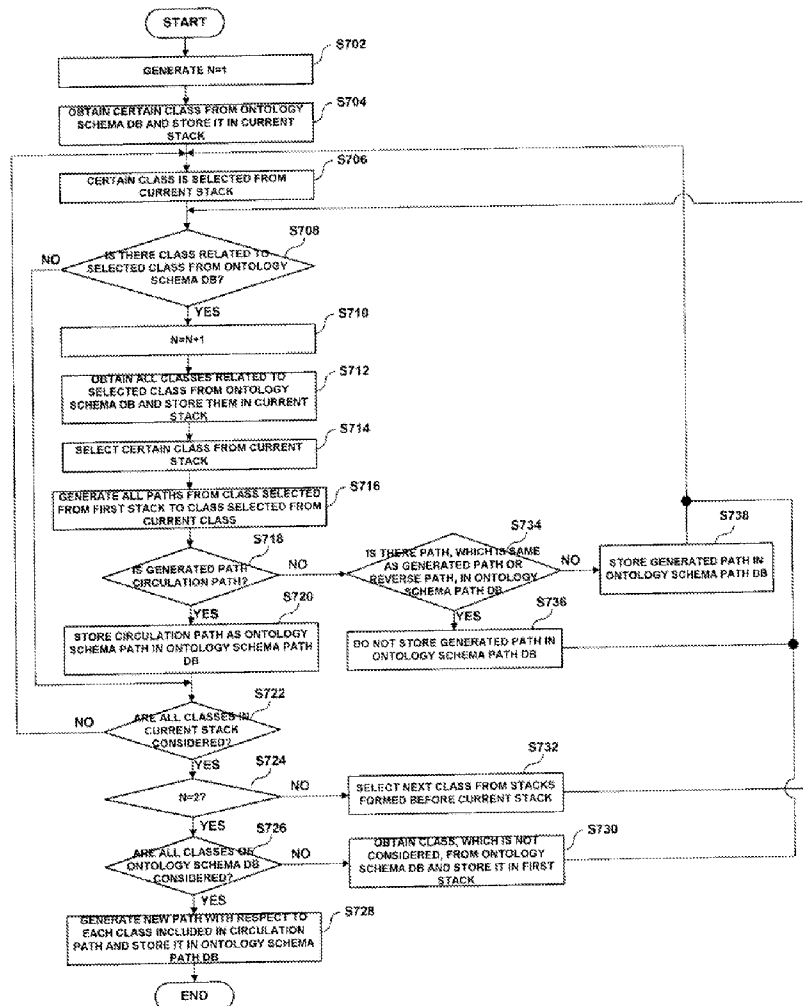 START
S702
GENERATE N=1
S704
OBTAIN CERTAIN CLASS FROM ONTOLOGY
SCHEMA DB AND STORE IT IN CURRENT
STACK
S706
CERTAIN CLASS IS SELECTED FROM
CURRENT STACK
S708
IS THERE CLASS RELATED TO
SELECTED CLASS FROM ONTOLOGY
SCHEMA DB?
NO
YES
S710
N=N+1
S712
OBTAIN ALL CLASSES RELATED TO
SELECTED CLASS FROM ONTOLOGY
SCHEMA DB AND STORE THEM IN CURRENT
STACK
S714
SELECT CERTAIN CLASS FROM CURRENT
STACK
S716
GENERATE ALL PATHS FROM CLASS SELECTED
FROM FIRST STACK TO CLASS SELECTED
FROM CURRENT CLASS
S718
IS GENERATED PATH
CIRCULATION PATH?
NO
YES
S734
IS THERE PATH, WHICH IS SAME
AS GENERATED PATH OR
REVERSE PATH, IN ONTOLOGY
SCHEMA PATH DB
NO
YES
S738
STORE GENERATED PATH IN
ONTOLOGY SCHEMA PATH DB
S720
STORE CIRCULATION PATH AS ONTOLOGY
SCHEMA PATH IN ONTOLOGY SCHEMA PATH
DB
S736
DO NOT STORE GENERATED PATH IN
ONTOLOGY SCHEMA PATH DB
S722
ARE ALL CLASSES IN
CURRENT STACK
CONSIDERED?
NO
YES
S724
N=2?
NO
YES
S732
SELECT NEXT CLASS FROM STACKS
FORMED BEFORE CURRENT STACK
S726
ARE ALL CLASSES OF
ONTOLOGY SCHEMA DB
CONSIDERED?
NO
YES
S730
OBTAIN CLASS, WHICH IS NOT
CONSIDERED, FROM ONTOLOGY
SCHEMA DB AND STORE IT IN FIRST
STACK
S728
GENERATE NEW PATH WITH RESPECT TO
EACH CLASS INCLUDED IN CIRCULATION
PATH AND STORE IT IN ONTOLOGY SCHEMA
PATH DB
END